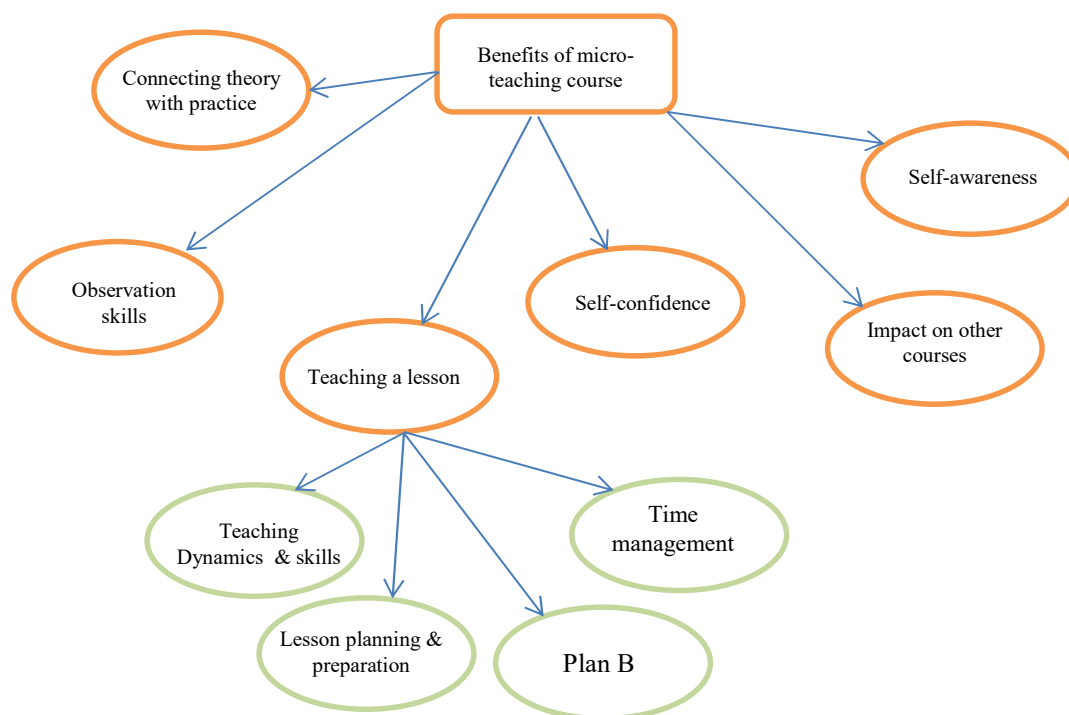 Benefits of micro-
teaching course
Connecting theory
with practice
Self-awareness
Observation
skills
Self-confidence
Impact on other
courses
Teaching a lesson
Teaching
Dynamics & skills
Time
management
Lesson planning &
preparation
Plan B